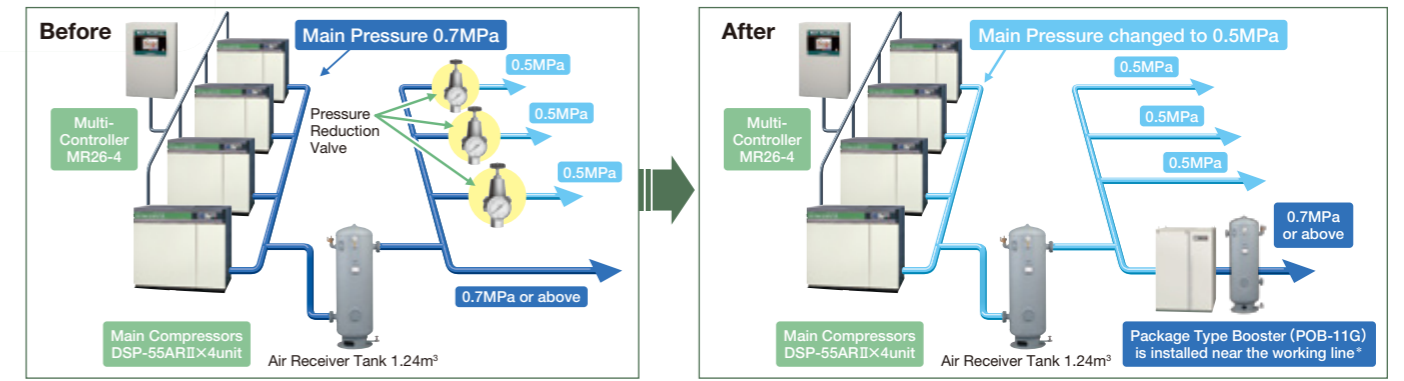 Before
Main Pressure 0.7MPa
0.5MPa
0.5MPa
0.5MPa
Pressure
Reduction
Valve
Multi-
Controller
MR26-4
0.7MPa or above
Main Compressors
DSP-55ARⅡ×4unit
Air Receiver Tank 1.24m³
After
Main Pressure changed to 0.5MPa
0.5MPa
0.5MPa
0.5MPa
Multi-
Controller
MR26-4
0.7MPa
or above
Main Compressors
DSP-55ARⅡ×4unit
Air Receiver Tank 1.24m³
Package Type Booster (POB-11G)
is installed near the working line*